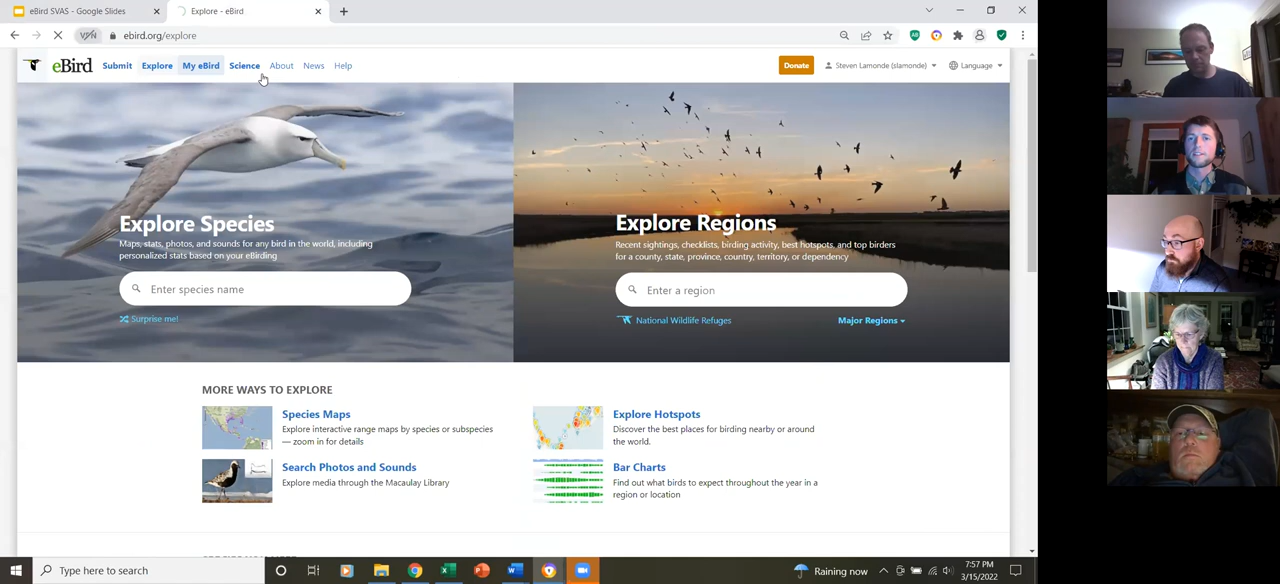 eBird SVAS - Google Slides
Explore - eBird
VPN
ebird.org/explore
eBird
Submit
Explore
My eBird
Science
About
News
Help
Donate
Steven Lamonde (slamonde)
Language
Explore Species
Maps, stats, photos, and sounds for any bird in the world, including
personalized stats based on your eBirding
Enter species name
Surprise me!
Explore Regions
Recent sightings, checklists, birding activity, best hotspots, and top birders
for a county, state, province, country, territory, or dependency
Enter a region
National Wildlife Refuges
Major Regions
MORE WAYS TO EXPLORE
Species Maps
Explore interactive range maps by species or subspecies
— zoom in for details
Explore Hotspots
Discover the best places for birding nearby or around
the world.
Search Photos and Sounds
Explore media through the Macaulay Library
Bar Charts
Find out what birds to expect throughout the year in a
region or location
Type here to search
Raining now
7:57 PM
3/15/2022